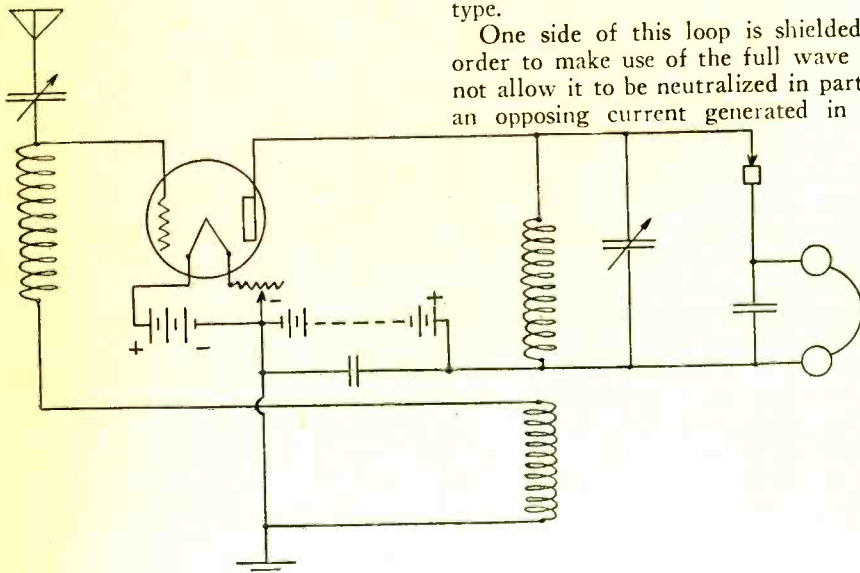 type.
One side of this loop is shielded
order to make use of the full wave
not allow it to be neutralized in part
an opposing current generated in
+
-
-
+